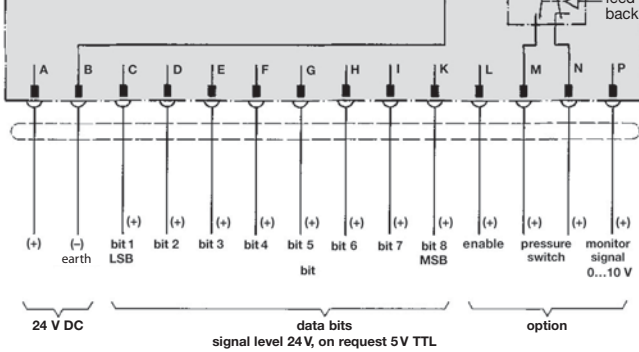 feed
back
A B C D E F G H I K L M N P
(+) (+) (+) (+) (+) (+) (+) (+) (+) (+) (+) (+)
(+) (–) bit 1 bit 2 bit 3 bit 4 bit 5 bit 6 bit 7 bit 8 enable pressure monitor
earth LSB MSB switch signal
bit 0...10 V
24 V DC data bits option
signal level 24 V, on request 5 V TTL